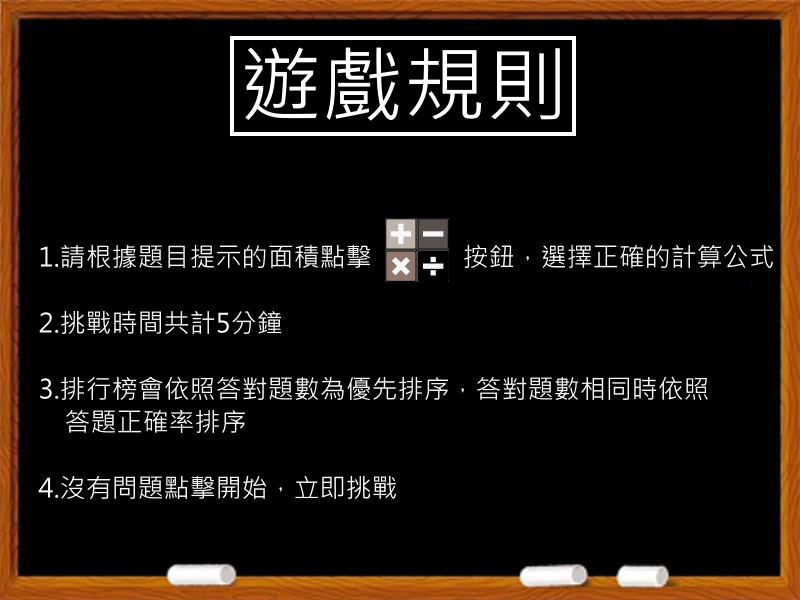 遊戲規則
1.請根據題目提示的面積點擊 + − × ÷ 按鈕，選擇正確的計算公式
2.挑戰時間共計5分鐘
3.排行榜會依照答對題數為優先排序，答對題數相同時依照
答題正確率排序
4.沒有問題點擊開始，立即挑戰